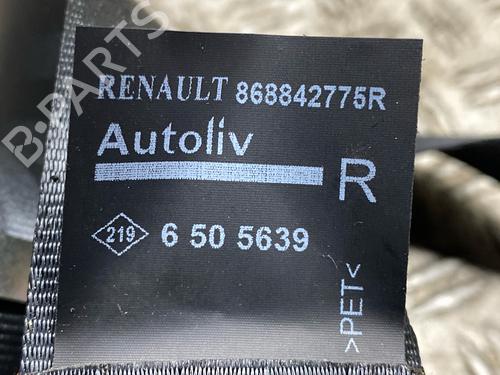 RENAULT 868842775R
Autoliv
R
219 6 50 5639
>PET<
B-PARTS